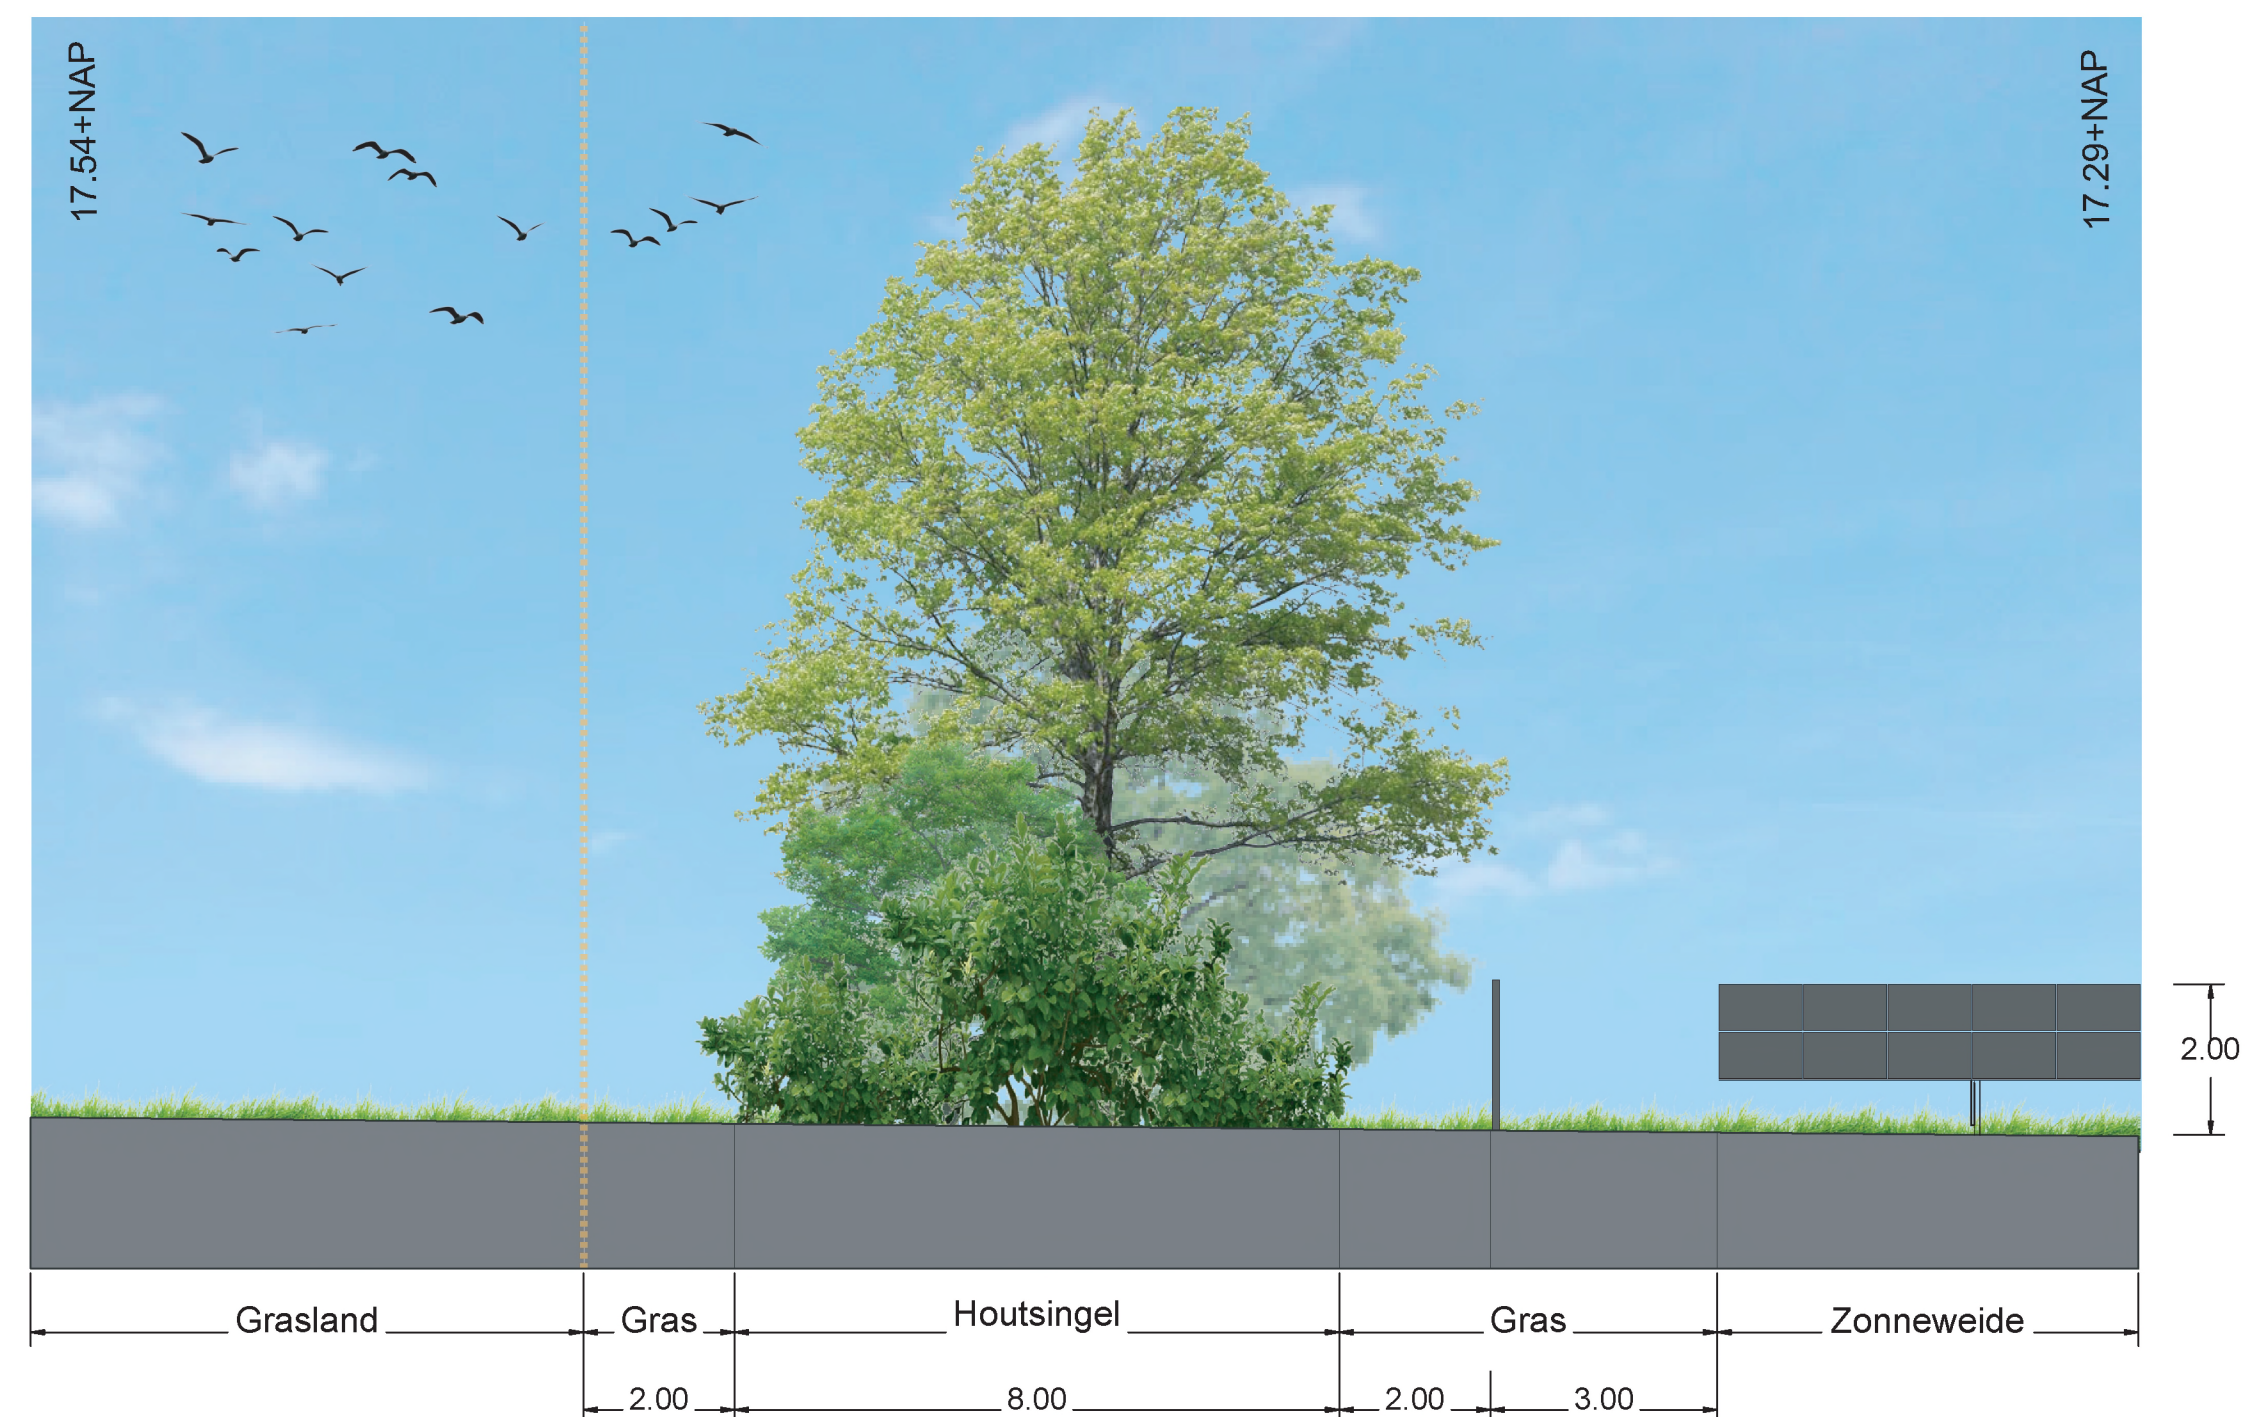 17.54+NAP
17.29+NAP
2.00
Grasland
Gras
Houtsingel
Gras
Zonneweide
2.00
8.00
2.00
3.00